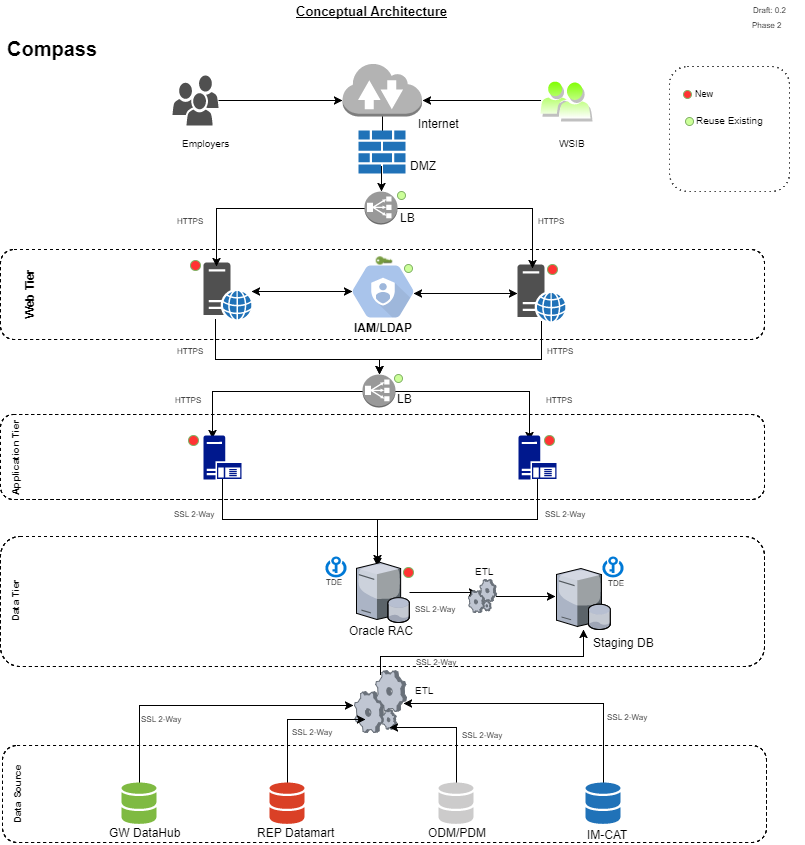 Conceptual Architecture
Draft: 0.2
Phase 2
Compass
Employers
Internet
WSIB
New
Reuse Existing
DMZ
LB
HTTPS
HTTPS
Web Tier
IAM/LDAP
HTTPS
HTTPS
LB
HTTPS
HTTPS
Application Tier
SSL 2-Way
SSL 2-Way
Data Tier
TDE
ETL
TDE
SSL 2-Way
Oracle RAC
Staging DB
SSL 2-Way
ETL
SSL 2-Way
SSL 2-Way
SSL 2-Way
SSL 2-Way
Data Source
GW DataHub
REP Datamart
ODM/PDM
IM-CAT